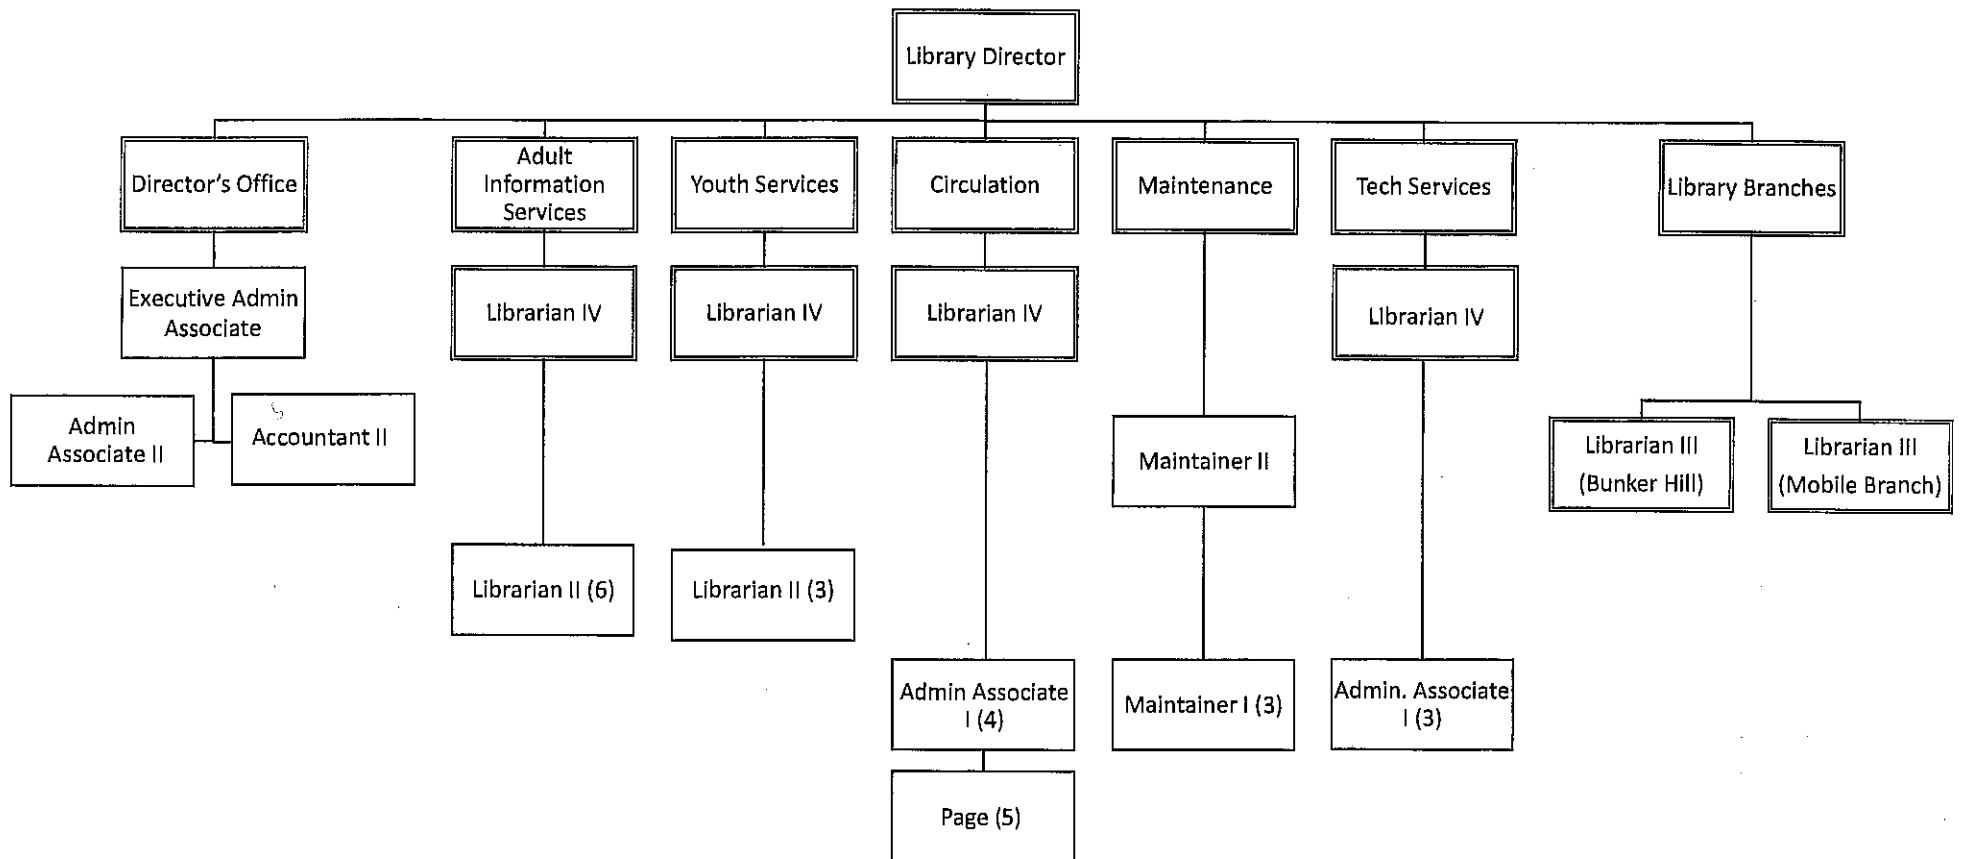 Library Director
Director's Office
Adult
Information
Services
Youth Services
Circulation
Maintenance
Tech Services
Library Branches
Executive Admin
Associate
Librarian IV
Librarian IV
Librarian IV
Librarian IV
Admin
Associate II
Accountant II
Maintainer II
Librarian III
(Bunker Hill)
Librarian III
(Mobile Branch)
Librarian II (6)
Librarian II (3)
Admin Associate
I (4)
Maintainer I (3)
Admin. Associate
I (3)
Page (5)